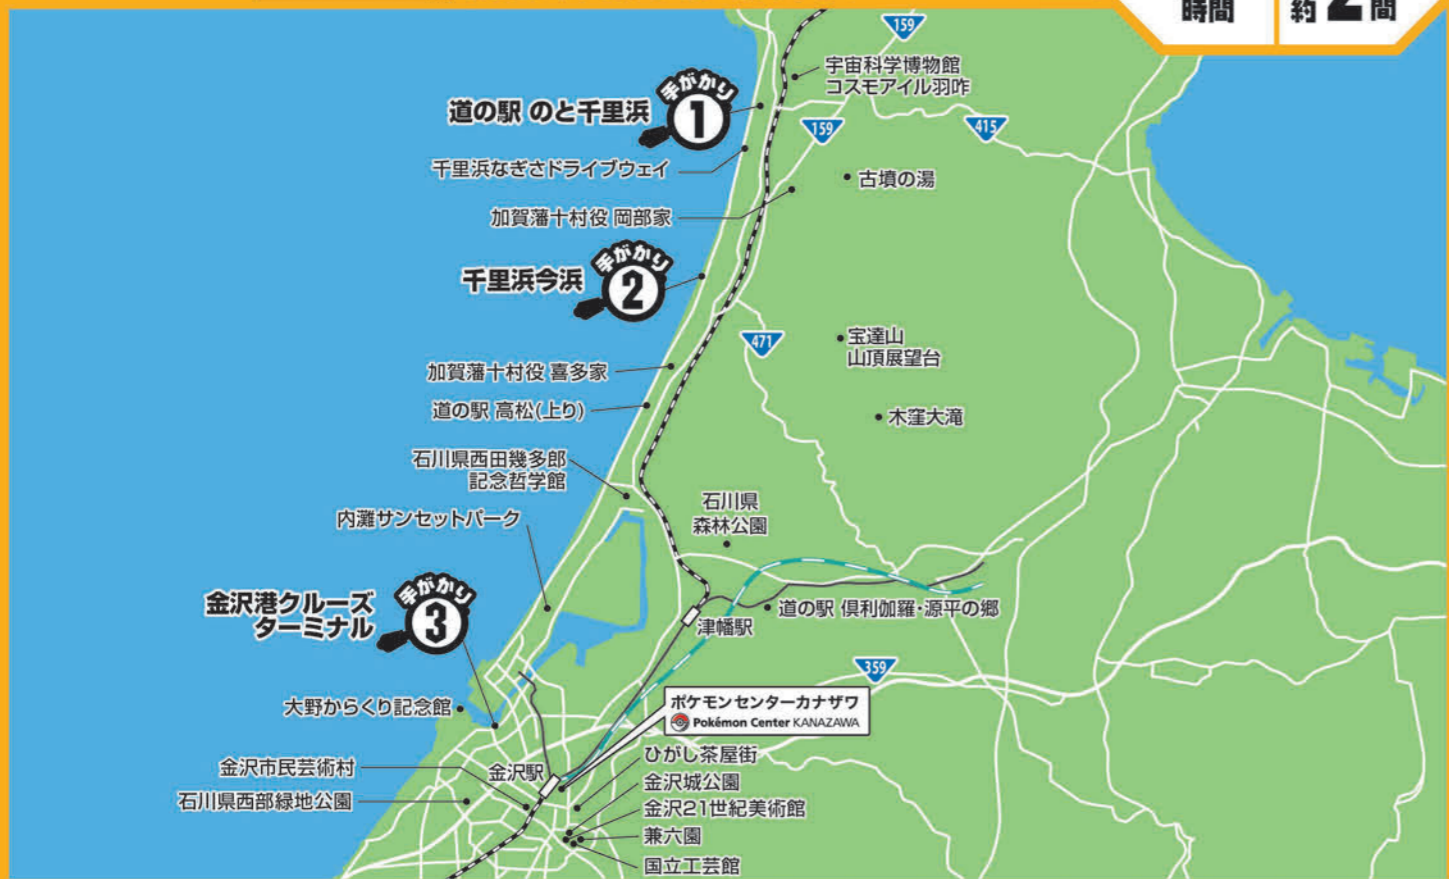 時間
約2間
159
宇宙科学博物館
コスモアイル羽咋
手がかり
1
道の駅 のと千里浜
159
415
千里浜なぎさドライブウェイ
古墳の湯
加賀藩十村役 岡部家
手がかり
2
千里浜今浜
471
宝達山
山頂展望台
加賀藩十村役 喜多家
道の駅 高松(上り)
木窪大滝
石川県西田幾多郎
記念哲学館
石川県
森林公園
内灘サンセットパーク
手がかり
3
金沢港クルーズ
ターミナル
道の駅 倶利伽羅・源平の郷
津幡駅
359
大野からくり記念館
ポケモンセンターカナザワ
Pokémon Center KANAZAWA
ひがし茶屋街
金沢市民芸術村
金沢駅
金沢城公園
石川県西部緑地公園
金沢21世紀美術館
兼六園
国立工芸館